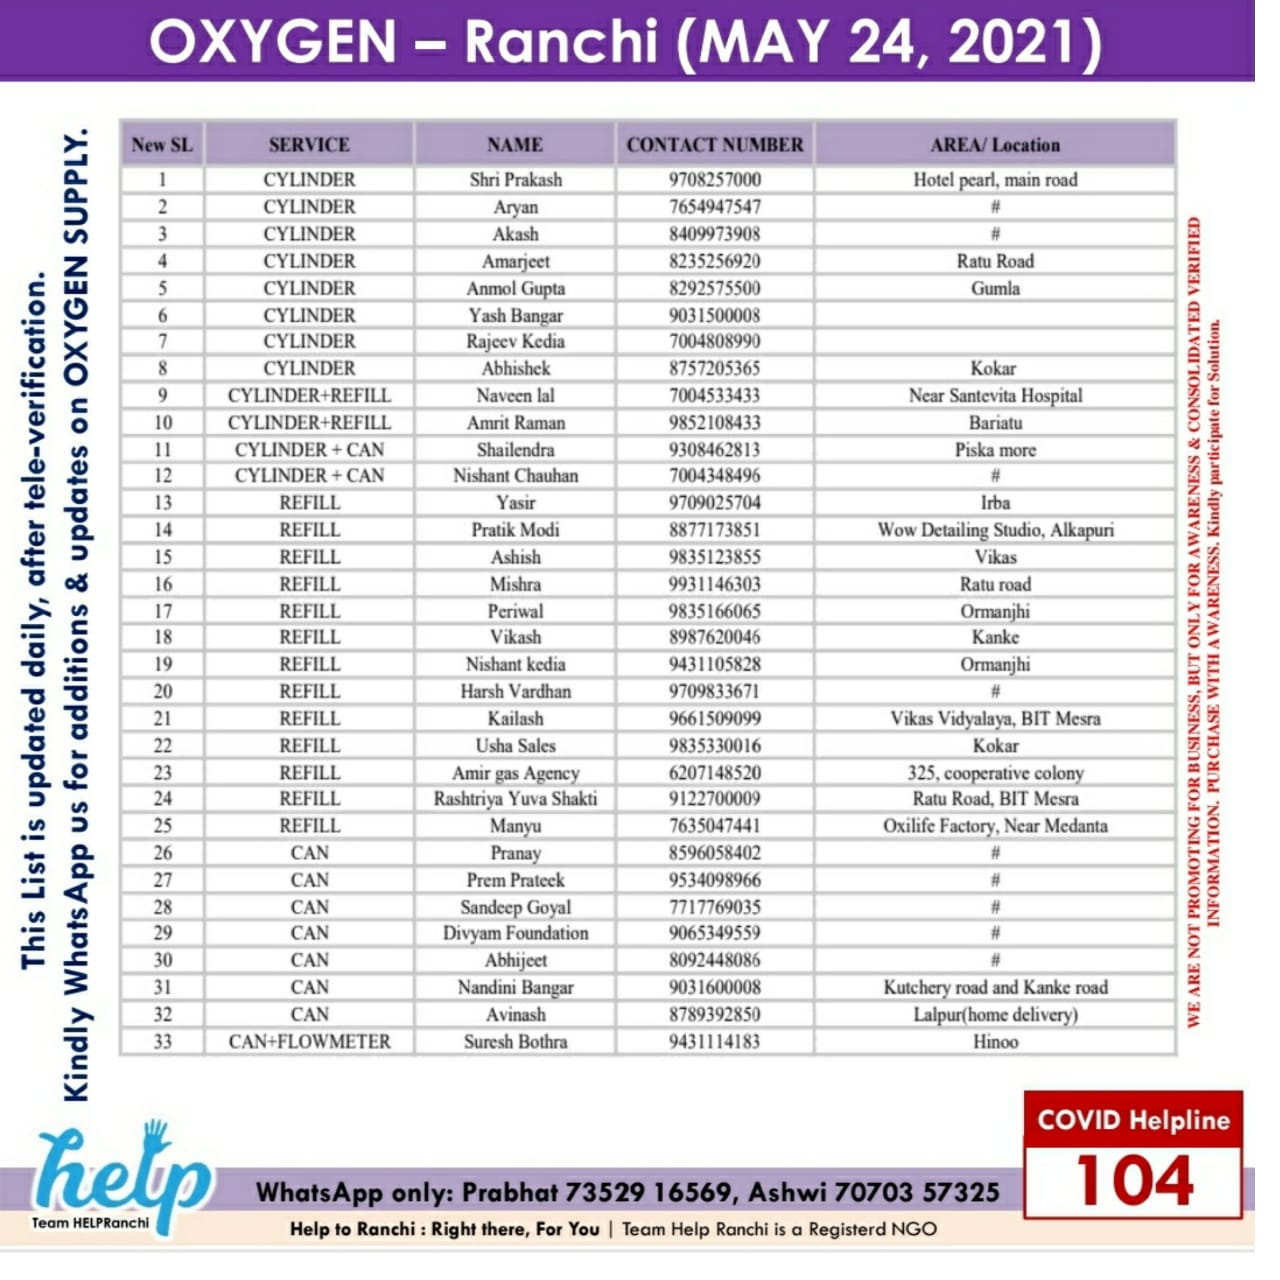 OXYGEN – Ranchi (MAY 24, 2021)
This List is updated daily, after tele-verification.
Kindly WhatsApp us for additions & updates on OXYGEN SUPPLY.
New SL SERVICE NAME CONTACT NUMBER AREA/ Location
1 CYLINDER Shri Prakash 9708257000 Hotel pearl, main road
2 CYLINDER Aryan 7654947547 #
3 CYLINDER Akash 8409973908 #
4 CYLINDER Amarjeet 8235256920 Ratu Road
5 CYLINDER Anmol Gupta 8292575500 Gumla
6 CYLINDER Yash Bangar 9031500008
7 CYLINDER Rajeev Kedia 7004808990
8 CYLINDER Abhishek 8757205365 Kokar
9 CYLINDER+REFILL Naveen lal 7004533433 Near Santevita Hospital
10 CYLINDER+REFILL Amrit Raman 9852108433 Bariatu
11 CYLINDER + CAN Shailendra 9308462813 Piska more
12 CYLINDER + CAN Nishant Chauhan 7004348496 #
13 REFILL Yasir 9709025704 Irba
14 REFILL Pratik Modi 8877173851 Wow Detailing Studio, Alkapuri
15 REFILL Ashish 9835123855 Vikas
16 REFILL Mishra 9931146303 Ratu road
17 REFILL Periwal 9835166065 Ormanjhi
18 REFILL Vikash 8987620046 Kanke
19 REFILL Nishant kedia 9431105828 Ormanjhi
20 REFILL Harsh Vardhan 9709833671 #
21 REFILL Kailash 9661509099 Vikas Vidyalaya, BIT Mesra
22 REFILL Usha Sales 9835330016 Kokar
23 REFILL Amir gas Agency 6207148520 325, cooperative colony
24 REFILL Rashtriya Yuva Shakti 9122700009 Ratu Road, BIT Mesra
25 REFILL Manyu 7635047441 Oxilife Factory, Near Medanta
26 CAN Pranay 8596058402 #
27 CAN Prem Prateek 9534098966 #
28 CAN Sandeep Goyal 7717769035 #
29 CAN Divyam Foundation 9065349559 #
30 CAN Abhijeet 8092448086 #
31 CAN Nandini Bangar 9031600008 Kutchery road and Kanke road
32 CAN Avinash 8789392850 Lalpur(home delivery)
33 CAN+FLOWMETER Suresh Bothra 9431114183 Hinoo
WE ARE NOT PROMOTING FOR BUSINESS, BUT ONLY FOR AWARENESS & CONSOLIDATED VERIFIED
INFORMATION. PURCHASE WITH AWARENESS. Kindly participate for Solution.
help
Team HELPRanchi
WhatsApp only: Prabhat 73529 16569, Ashwi 70703 57325
Help to Ranchi : Right there, For You | Team Help Ranchi is a Registerd NGO
COVID Helpline
104